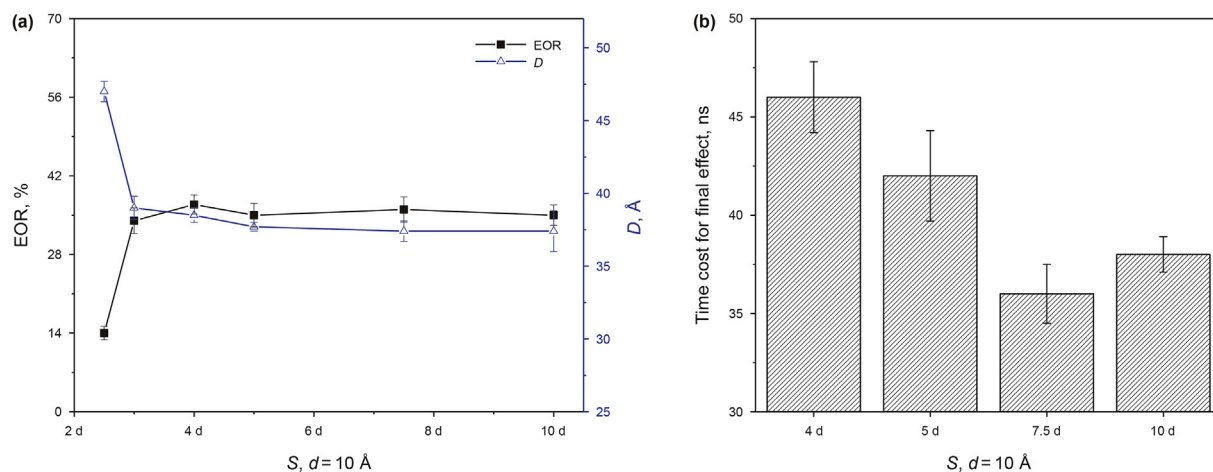 (a)
70
56
42
28
14
0
EOR, %
EOR
D
50
45
40
35
30
25
D, Å
2 d
4 d
6 d
8 d
10 d
S, d = 10 Å
(b)
50
45
40
35
30
Time cost for final effect, ns
4 d
5 d
7.5 d
10 d
S, d = 10 Å